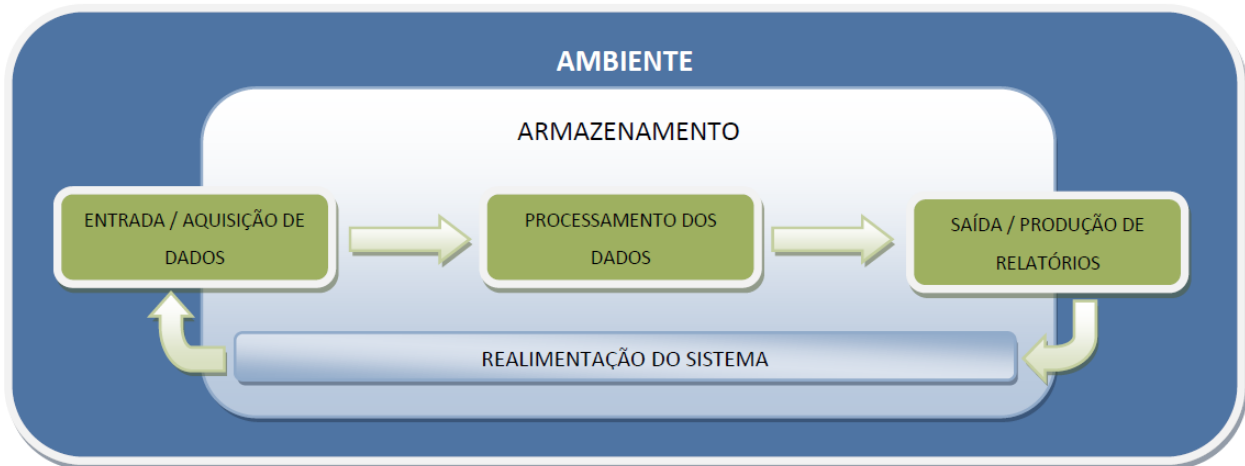 AMBIENTE
ARMAZENAMENTO
ENTRADA / AQUISIÇÃO DE
DADOS
PROCESSAMENTO DOS
DADOS
SAÍDA / PRODUÇÃO DE
RELATÓRIOS
REALIMENTAÇÃO DO SISTEMA